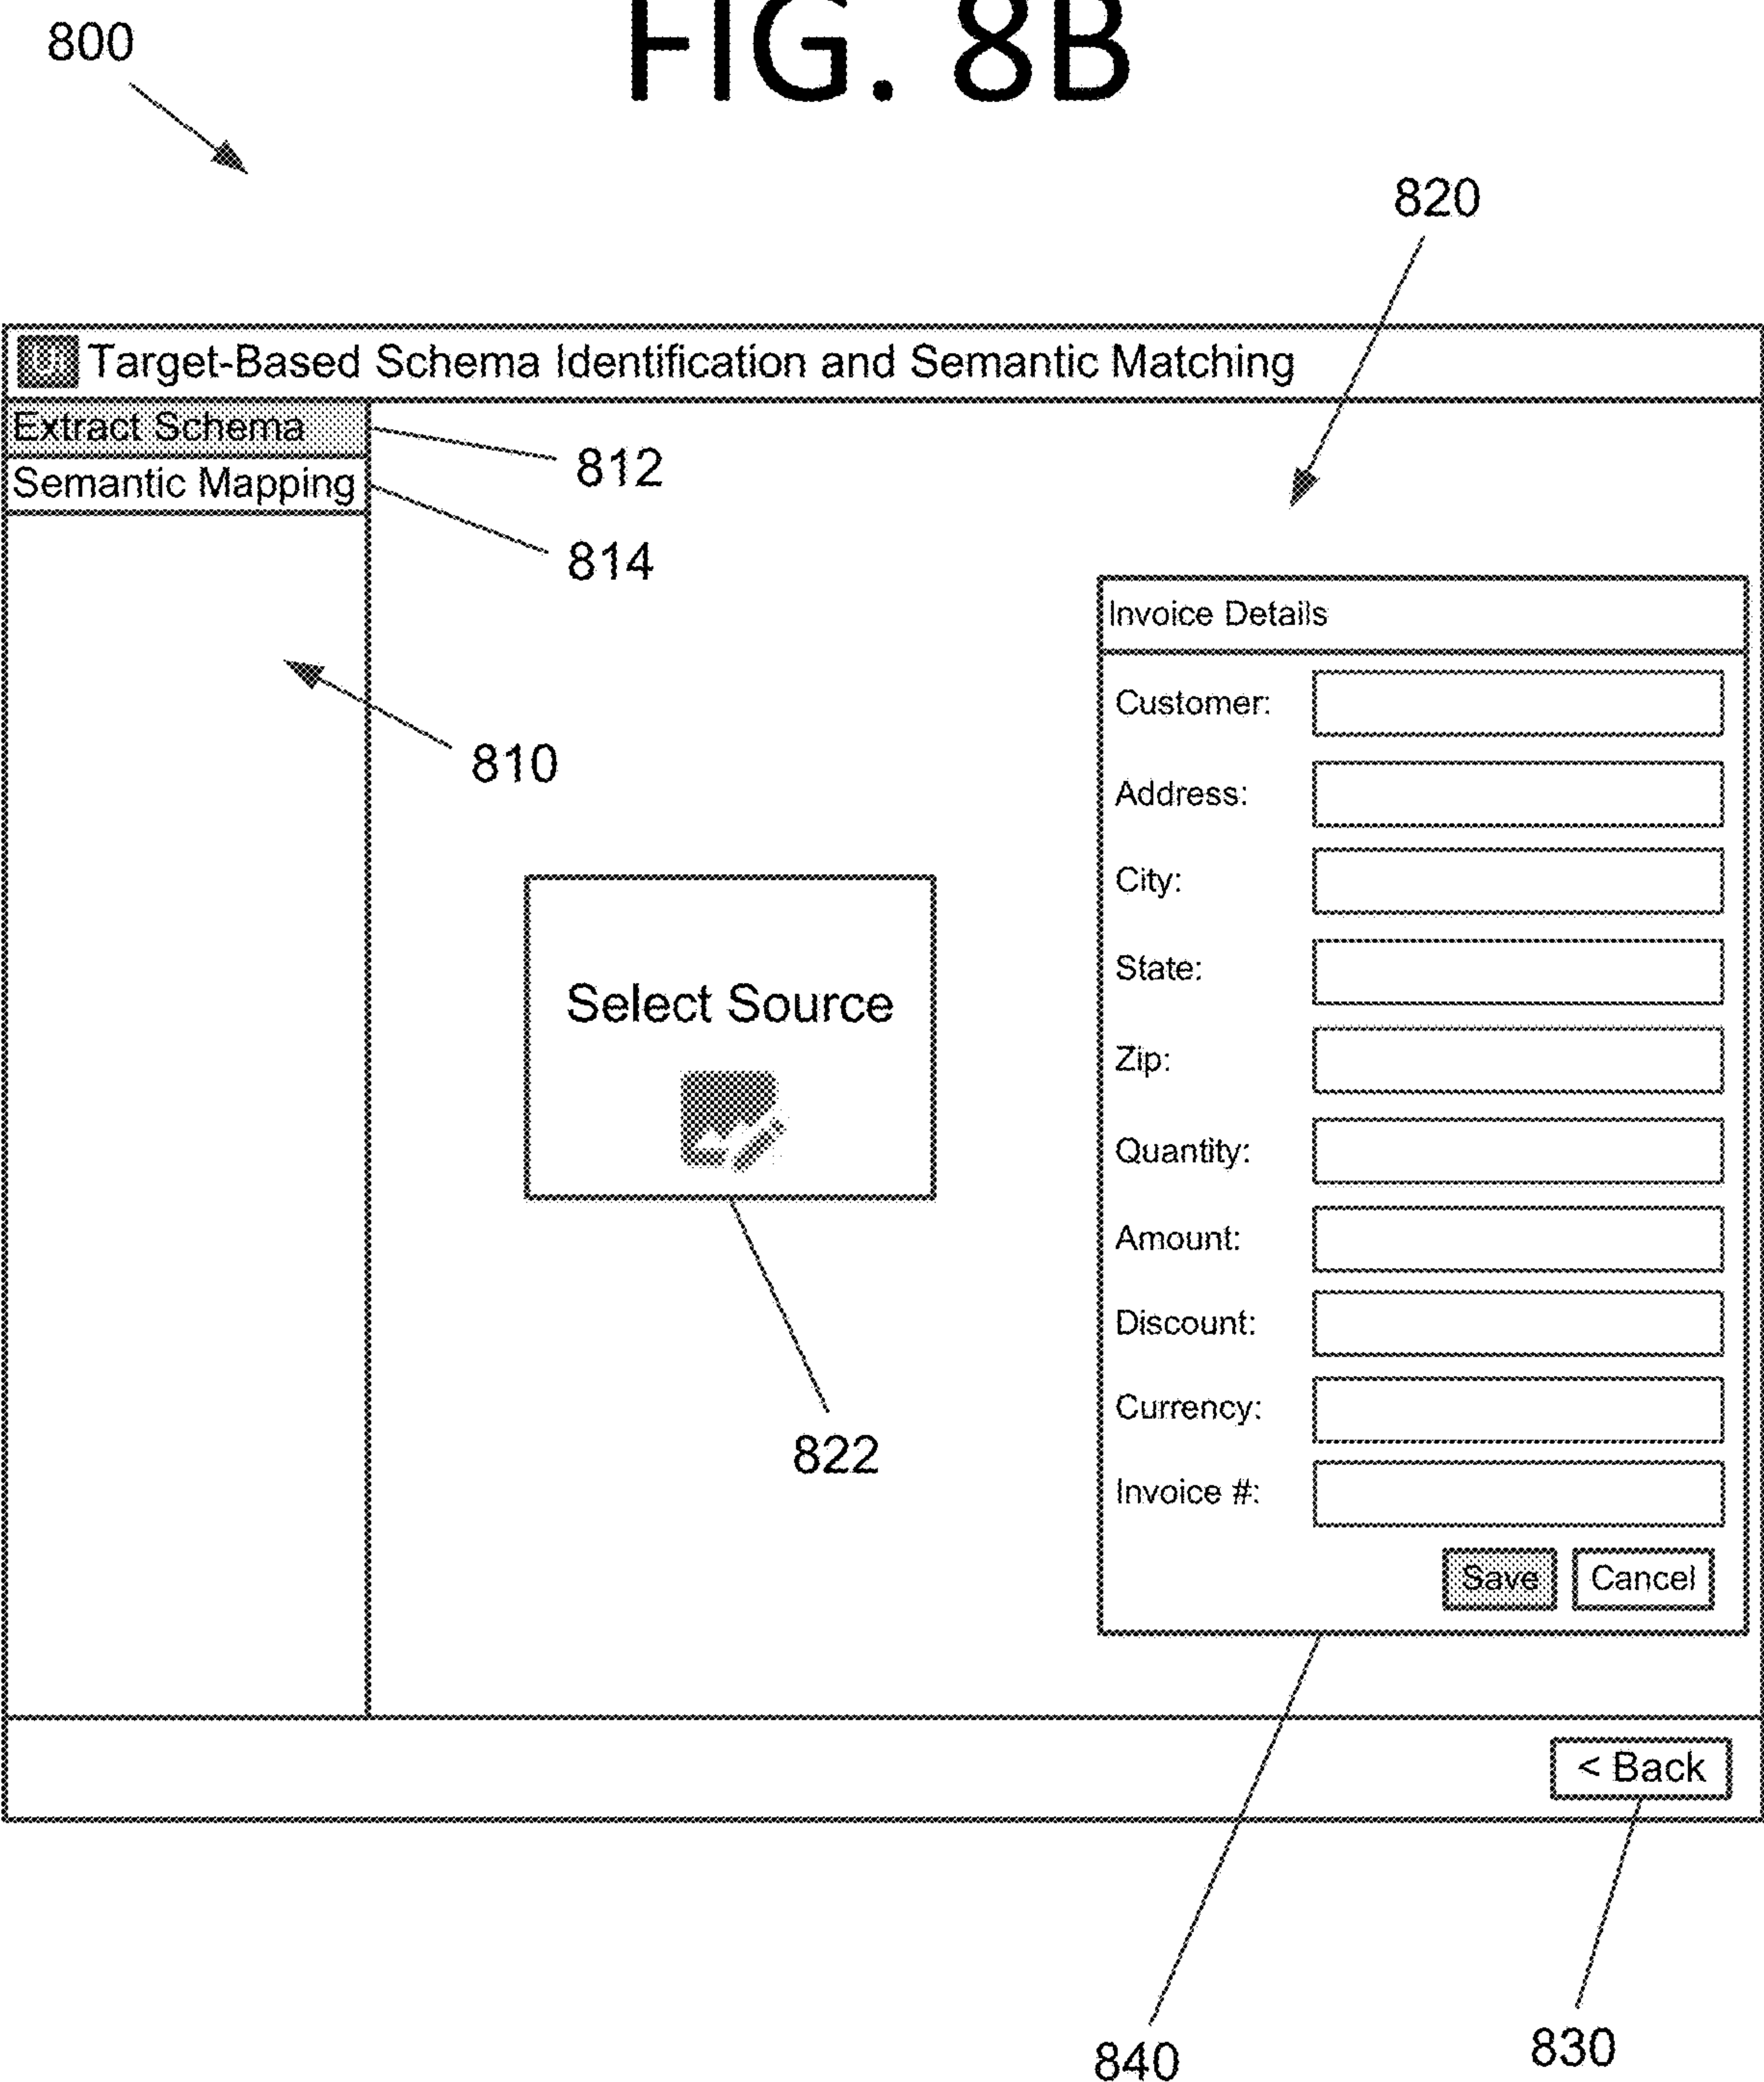 FIG. 8B
800
820
Ui Target-Based Schema Identification and Semantic Matching
Extract Schema
812
Semantic Mapping
814
810
Invoice Details
Customer:
Address:
City:
State:
Zip:
Quantity:
Amount:
Discount:
Currency:
Invoice #:
Save Cancel
Select Source
822
< Back
840
830